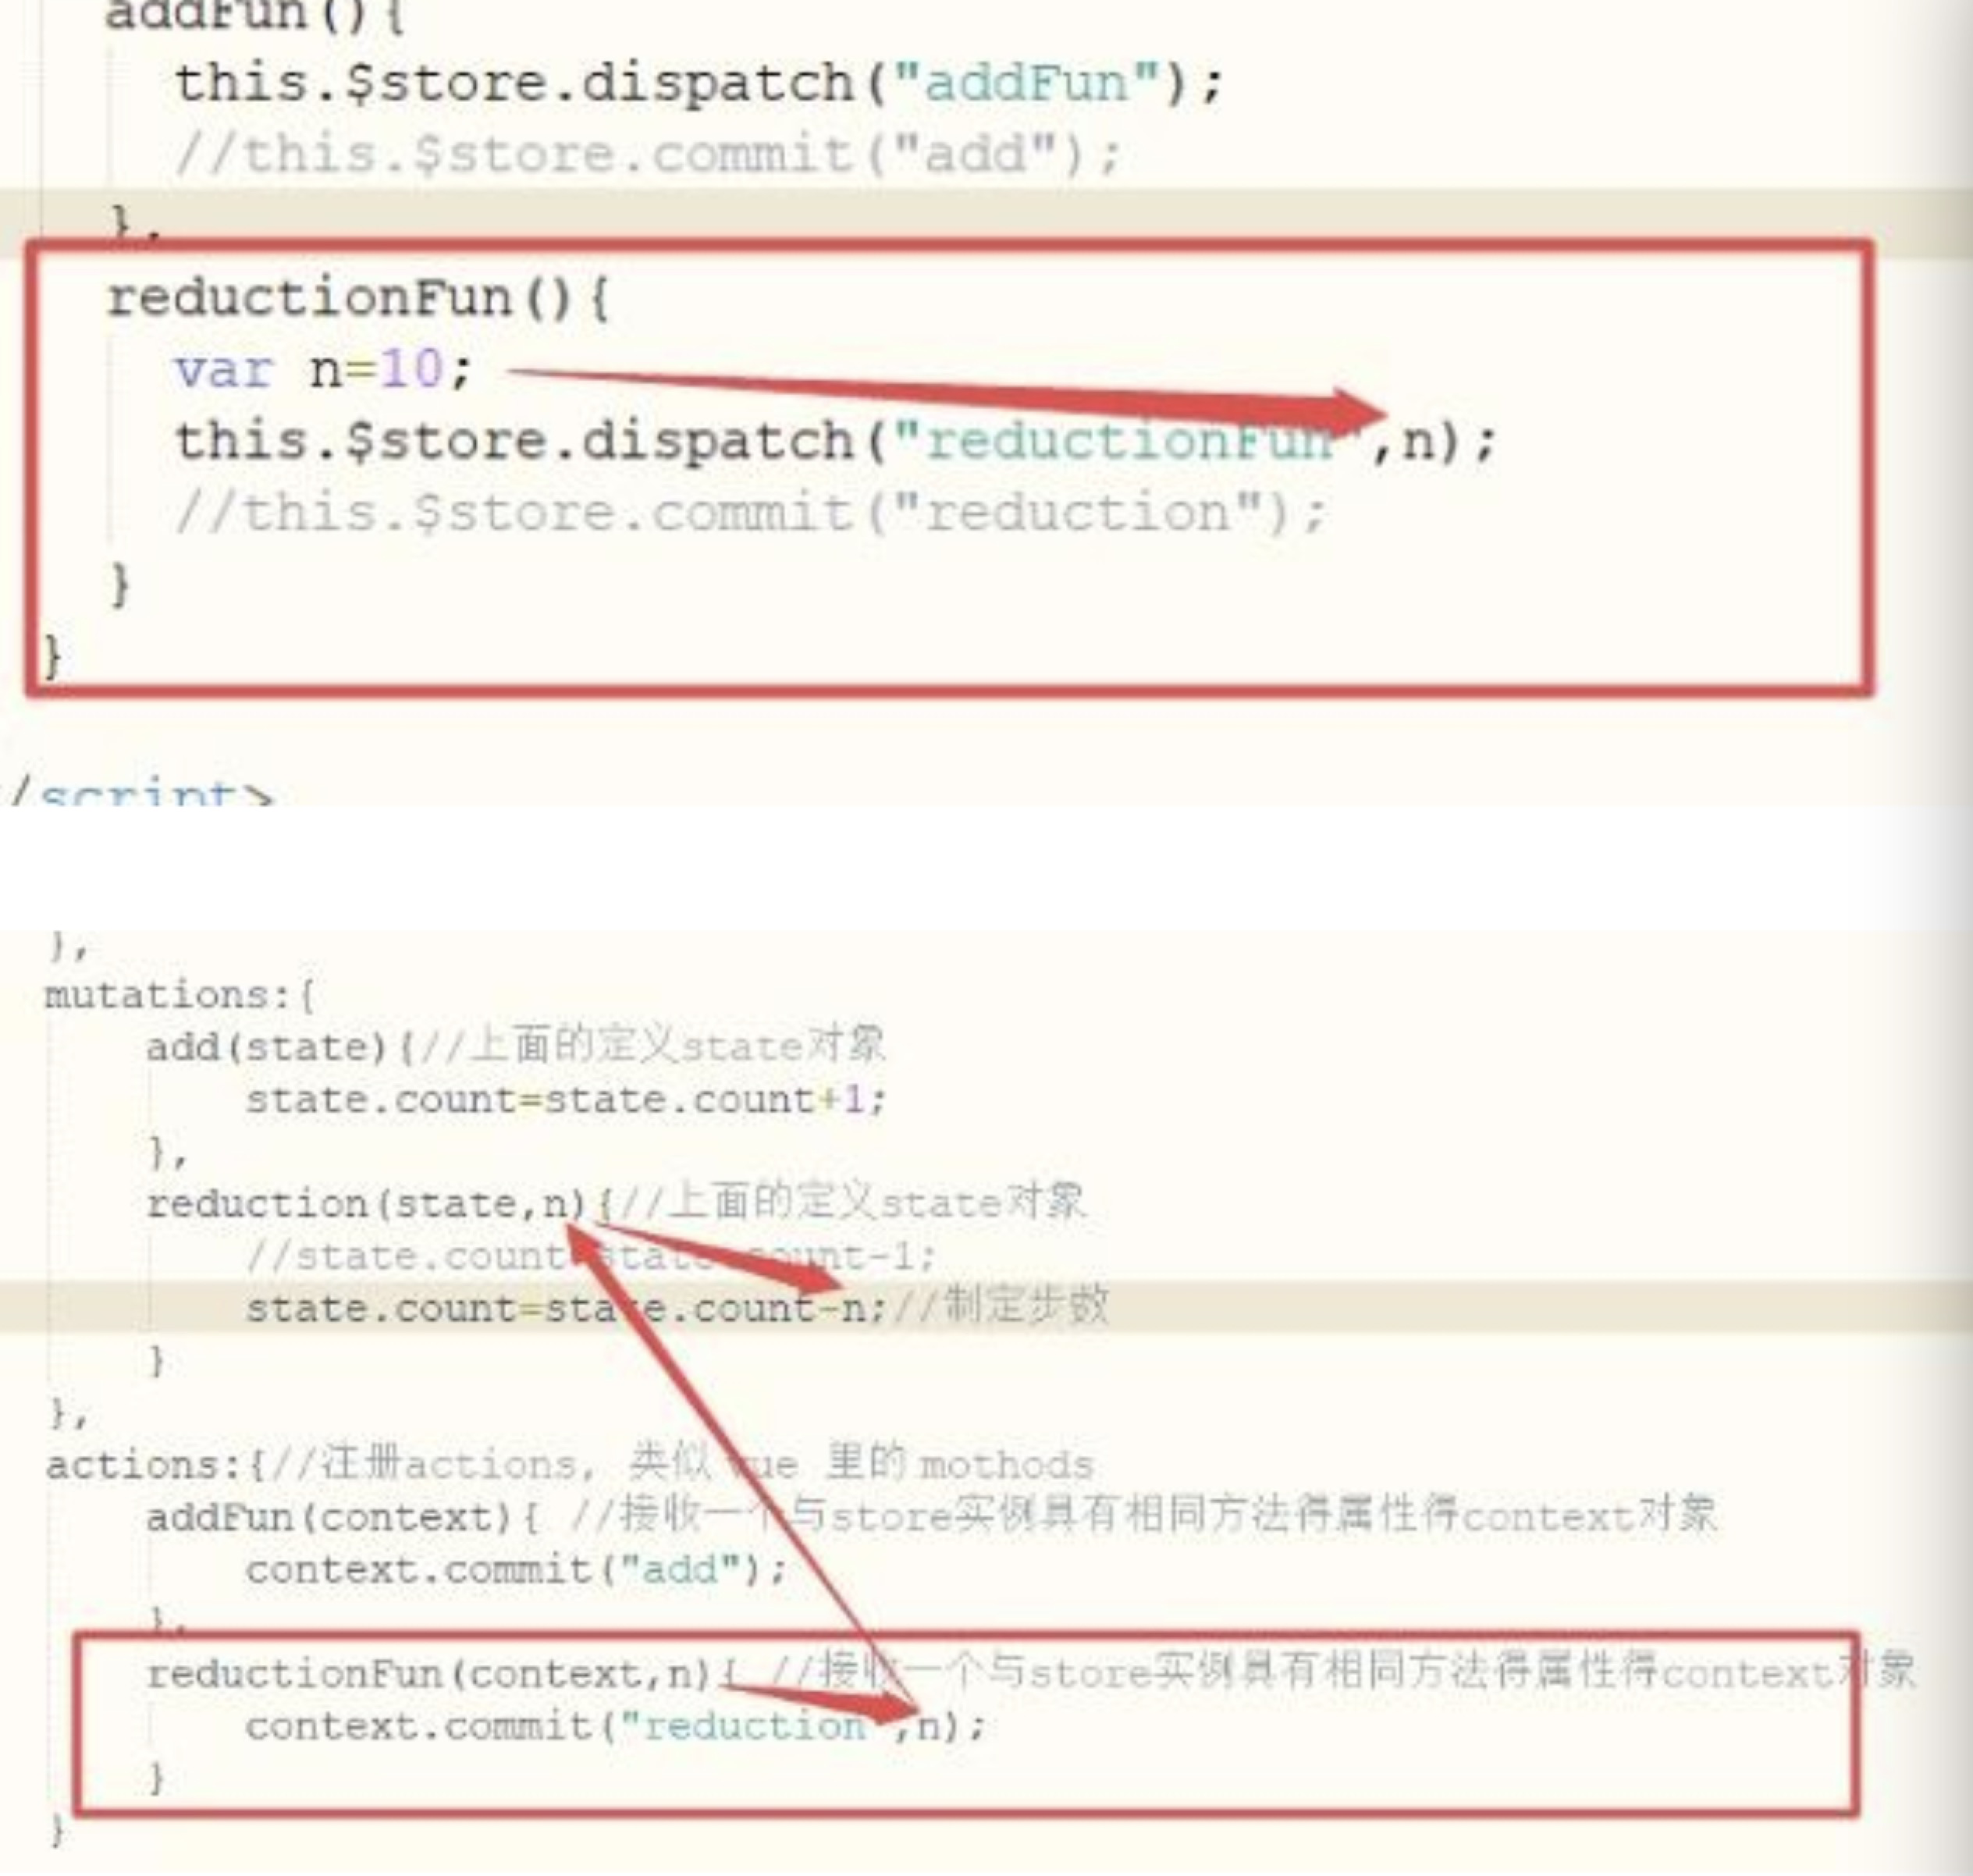 addFun(){
this.$store.dispatch("addFun");
//this.$store.commit("add");
},
reductionFun(){
var n=10;
this.$store.dispatch("reductionFun",n);
//this.$store.commit("reduction");
}
}
/script>
},
mutations:{
add(state){//上面的定义state对象
state.count=state.count+1;
},
reduction(state,n){//上面的定义state对象
//state.count=state.count-1;
state.count=state.count-n;//制定步数
}
},
actions:{//注册actions, 类似 vue 里的 mothods
addFun(context){ //接收一个与store实例具有相同方法得属性得context对象
context.commit("add");
},
reductionFun(context,n){ //接收一个与store实例具有相同方法得属性得context对象
context.commit("reduction",n);
}
}